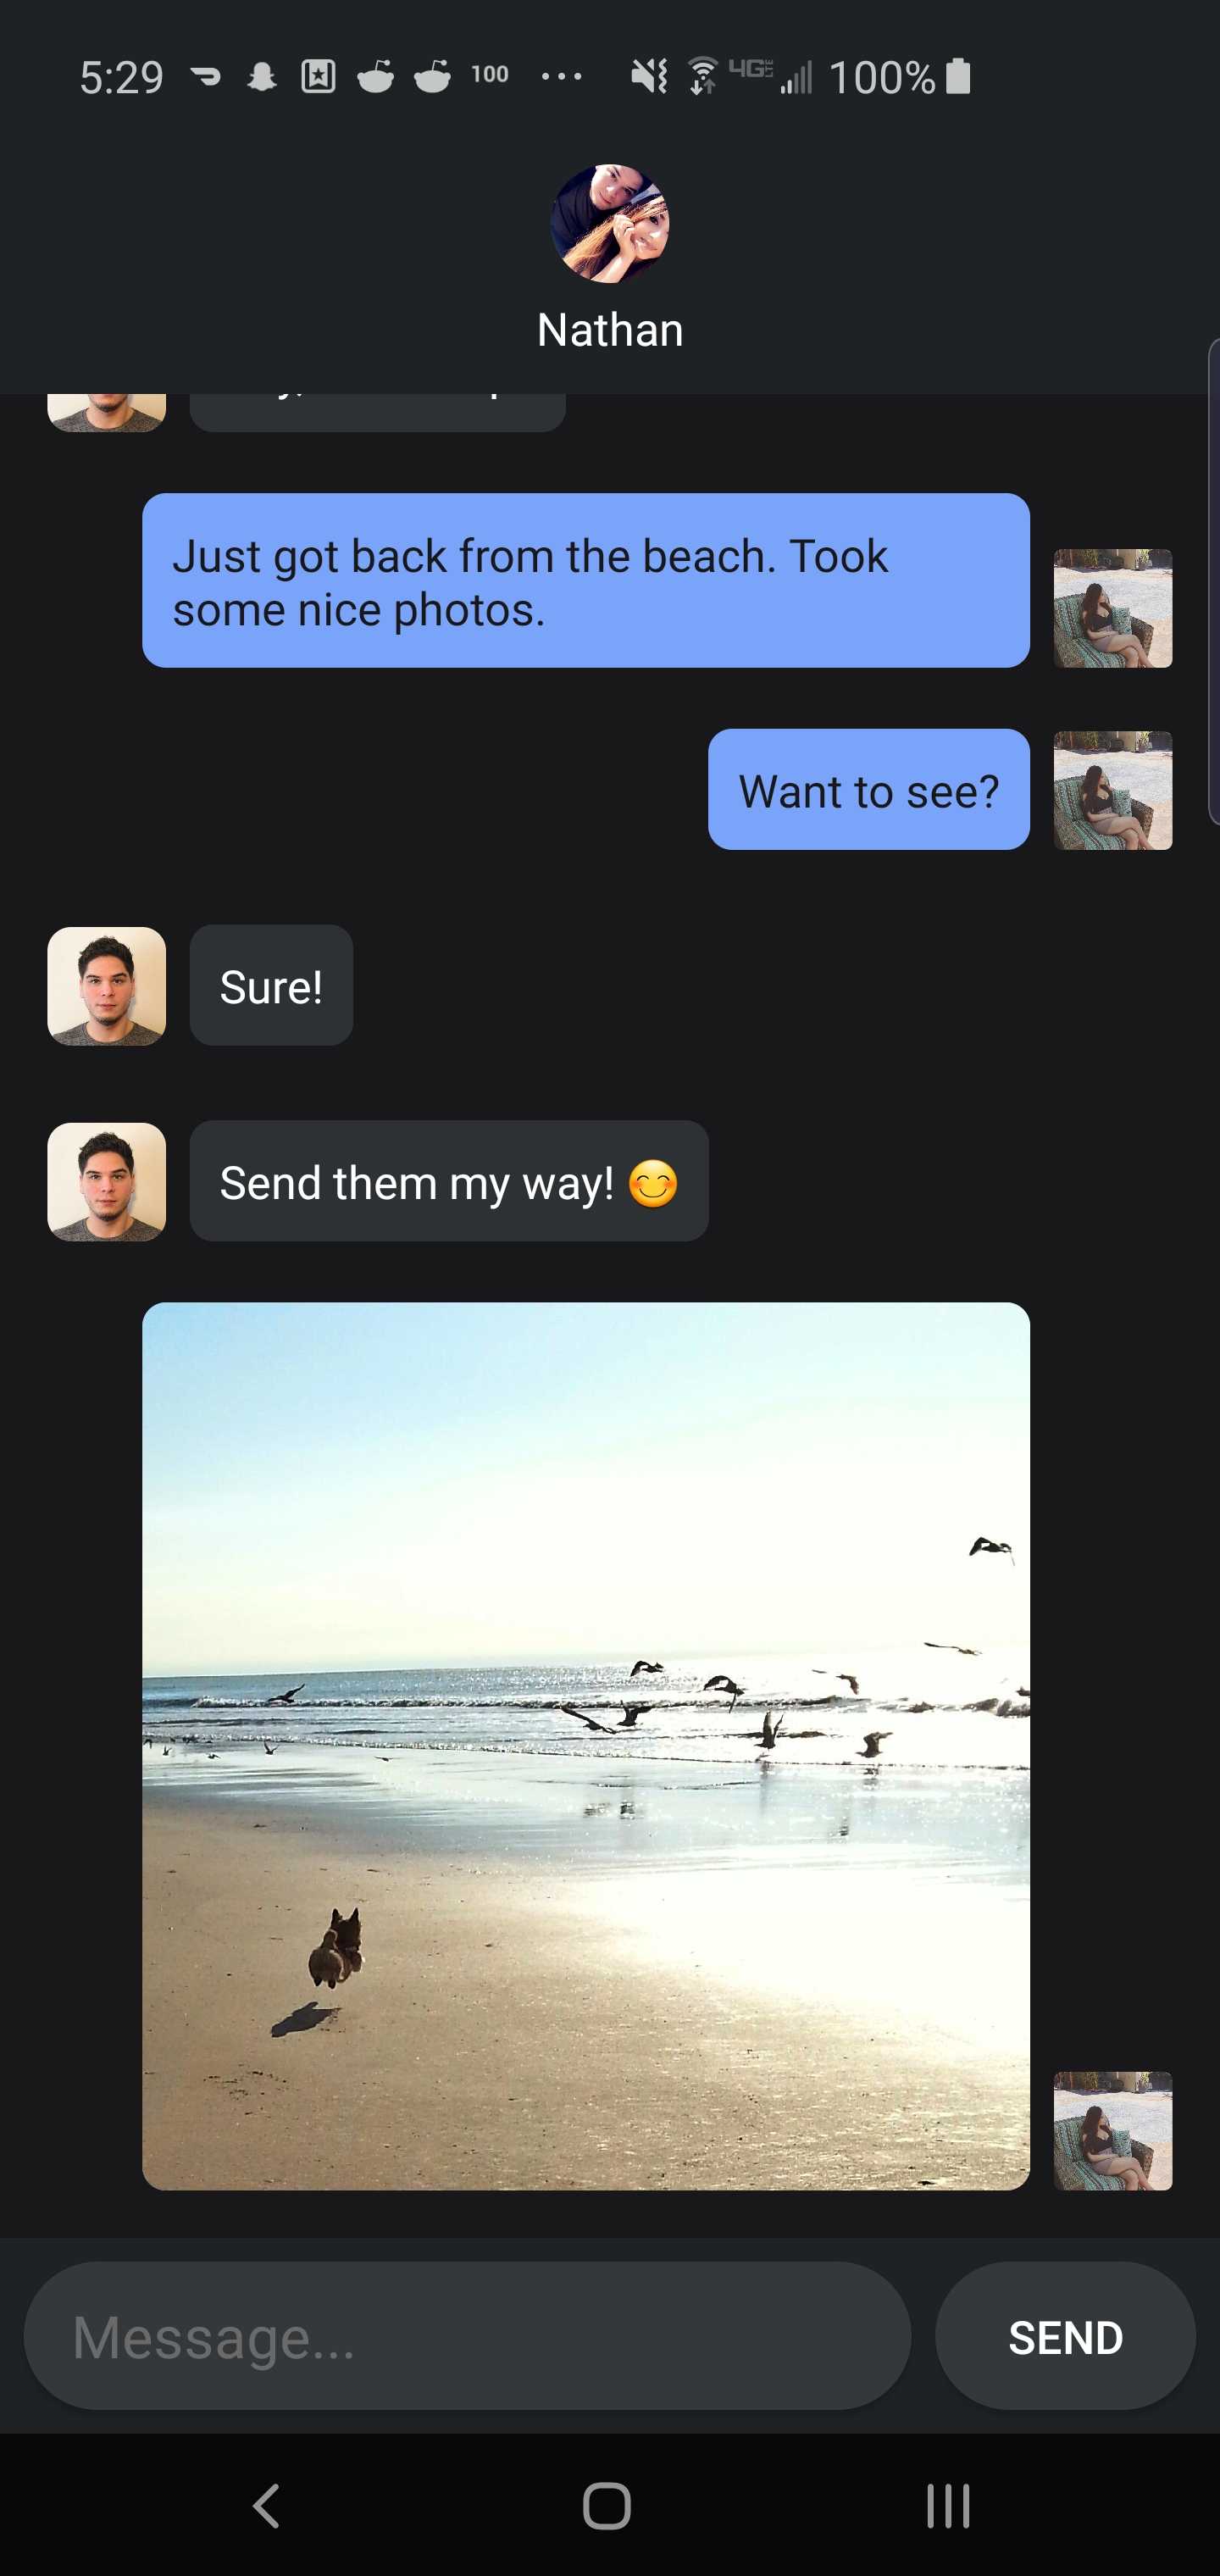 5:29 100 ... 4G LTE 100%
Nathan
Just got back from the beach. Took
some nice photos.
Want to see?
Sure!
Send them my way! 😊
Message...
SEND